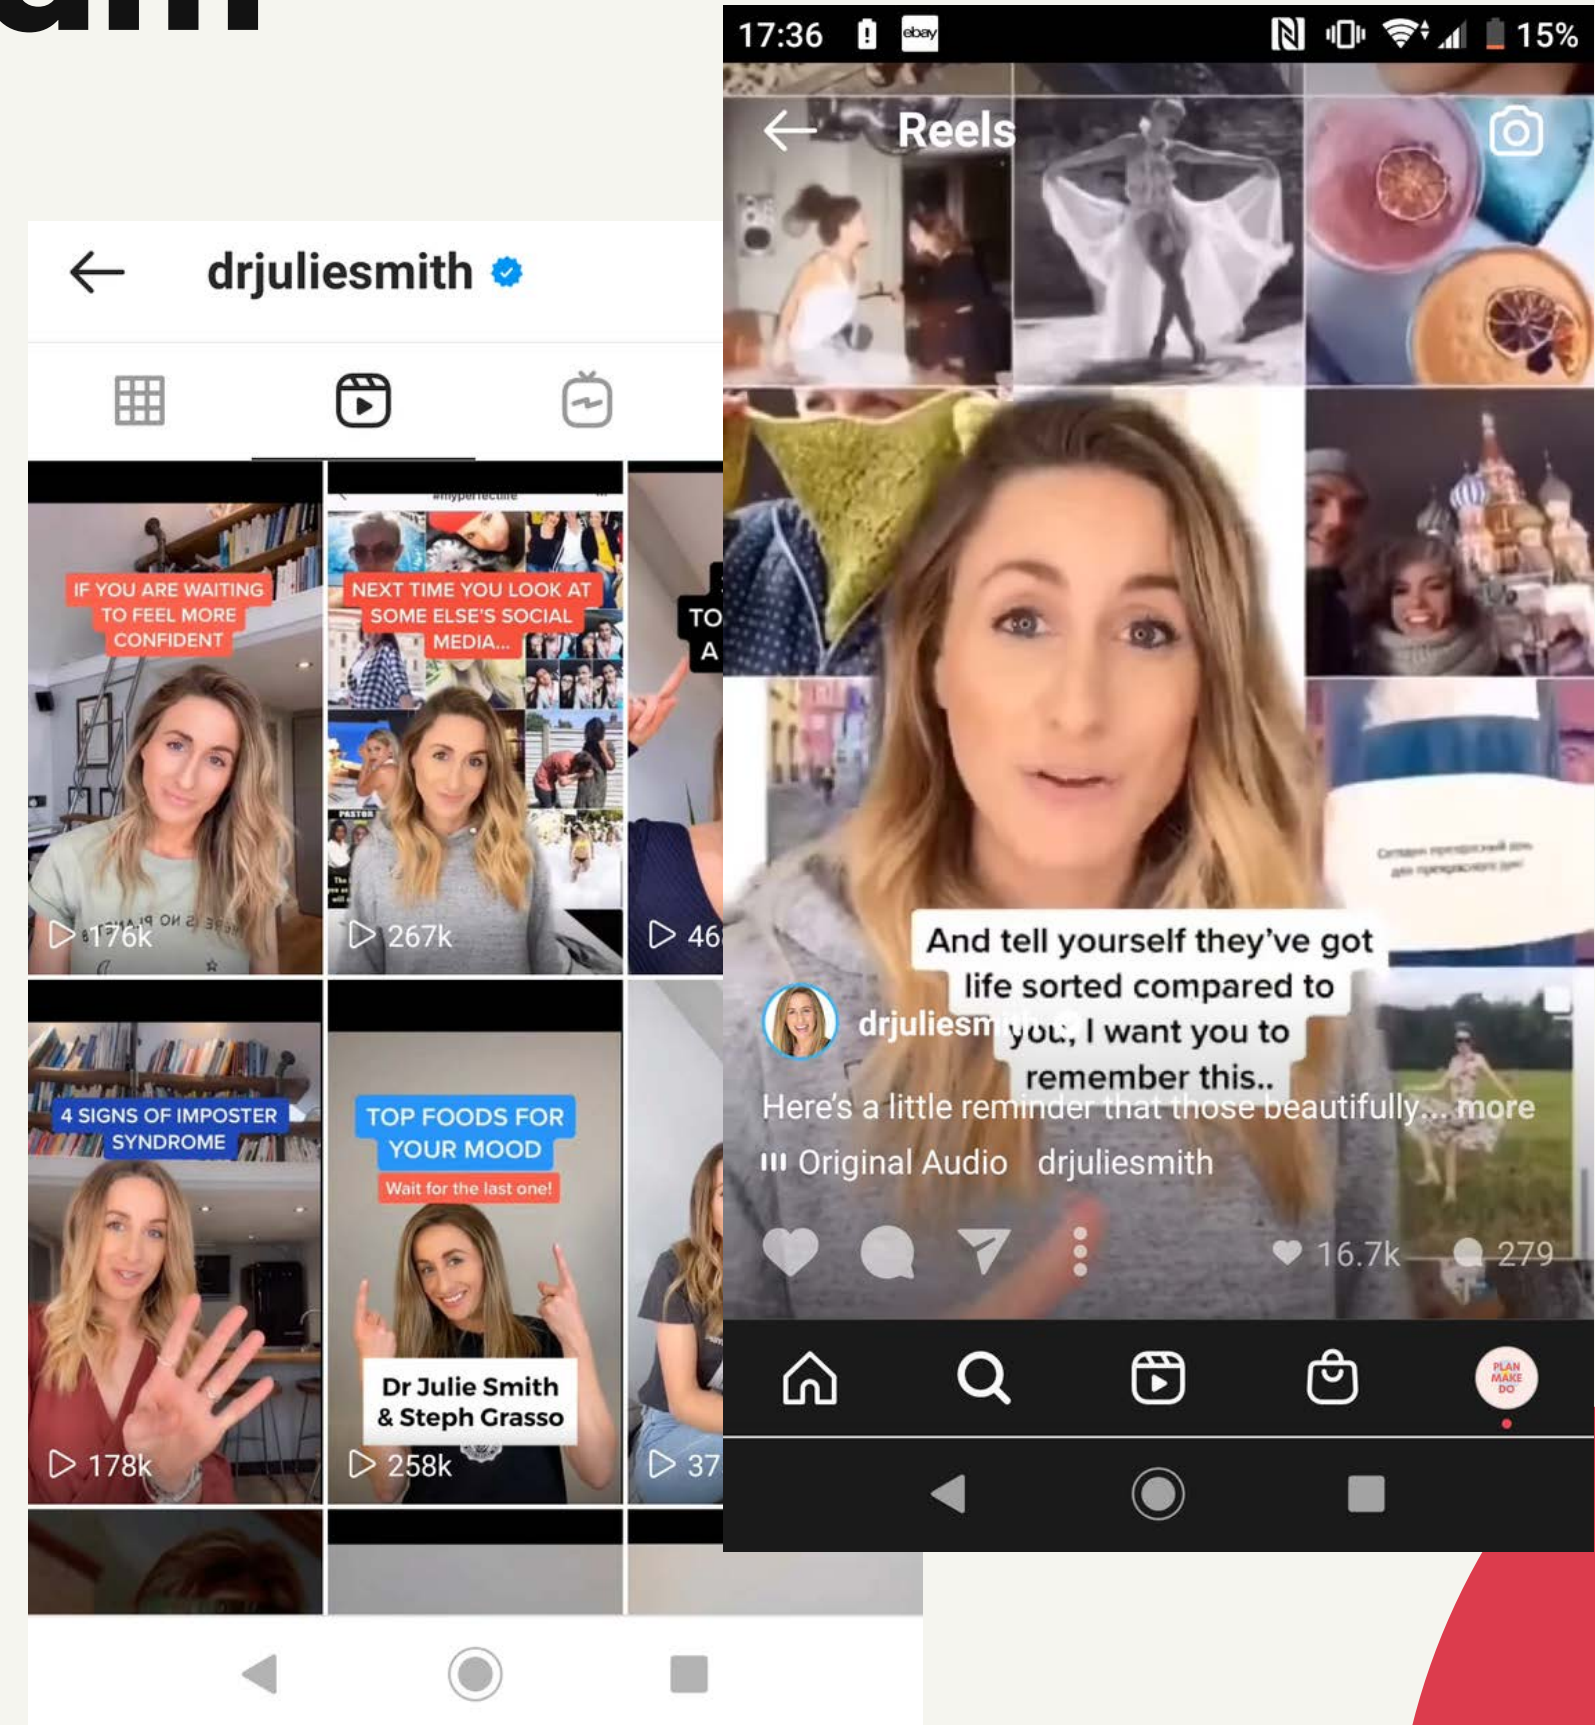 drjuliesmith
#myperfectlife
IF YOU ARE WAITING
TO FEEL MORE
CONFIDENT
176k
NEXT TIME YOU LOOK AT
SOME ELSE'S SOCIAL
MEDIA...
PASTOR
267k
TO
A
46
4 SIGNS OF IMPOSTER
SYNDROME
178k
TOP FOODS FOR
YOUR MOOD
Wait for the last one!
Dr Julie Smith
& Steph Grasso
258k
37
17:36
ebay
15%
Reels
And tell yourself they've got
life sorted compared to
you, I want you to
remember this..
drjuliesmith
Here's a little reminder that those beautifully... more
Original Audio drjuliesmith
16.7k
279
PLAN
MAKE
DO